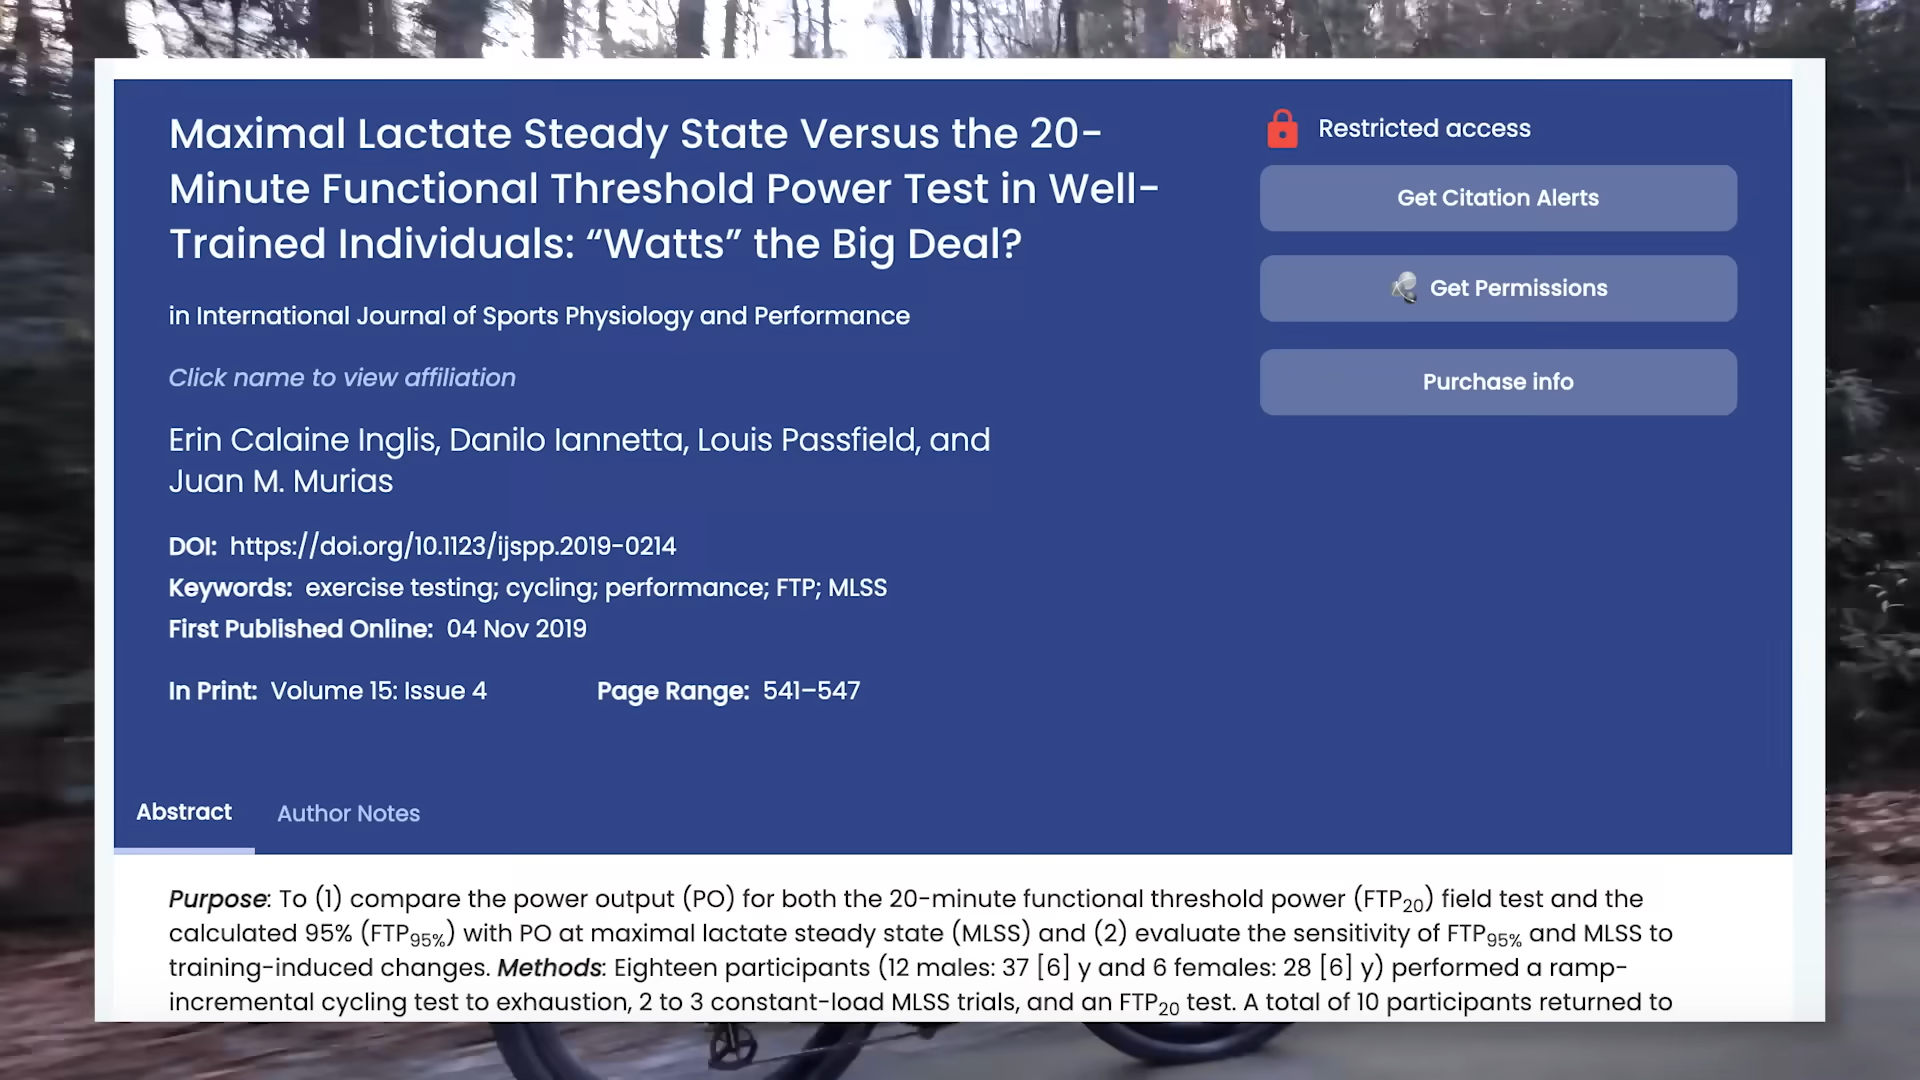 Maximal Lactate Steady State Versus the 20-
Minute Functional Threshold Power Test in Well-
Trained Individuals: “Watts” the Big Deal?
in International Journal of Sports Physiology and Performance
Click name to view affiliation
Erin Calaine Inglis, Danilo Iannetta, Louis Passfield, and
Juan M. Murias
DOI: https://doi.org/10.1123/ijspp.2019-0214
Keywords: exercise testing; cycling; performance; FTP; MLSS
First Published Online: 04 Nov 2019
In Print: Volume 15: Issue 4 Page Range: 541–547
Restricted access
Get Citation Alerts
Get Permissions
Purchase info
Abstract Author Notes
Purpose: To (1) compare the power output (PO) for both the 20-minute functional threshold power (FTP20) field test and the
calculated 95% (FTP95%) with PO at maximal lactate steady state (MLSS) and (2) evaluate the sensitivity of FTP95% and MLSS to
training-induced changes. Methods: Eighteen participants (12 males: 37 [6] y and 6 females: 28 [6] y) performed a ramp-
incremental cycling test to exhaustion, 2 to 3 constant-load MLSS trials, and an FTP20 test. A total of 10 participants returned to